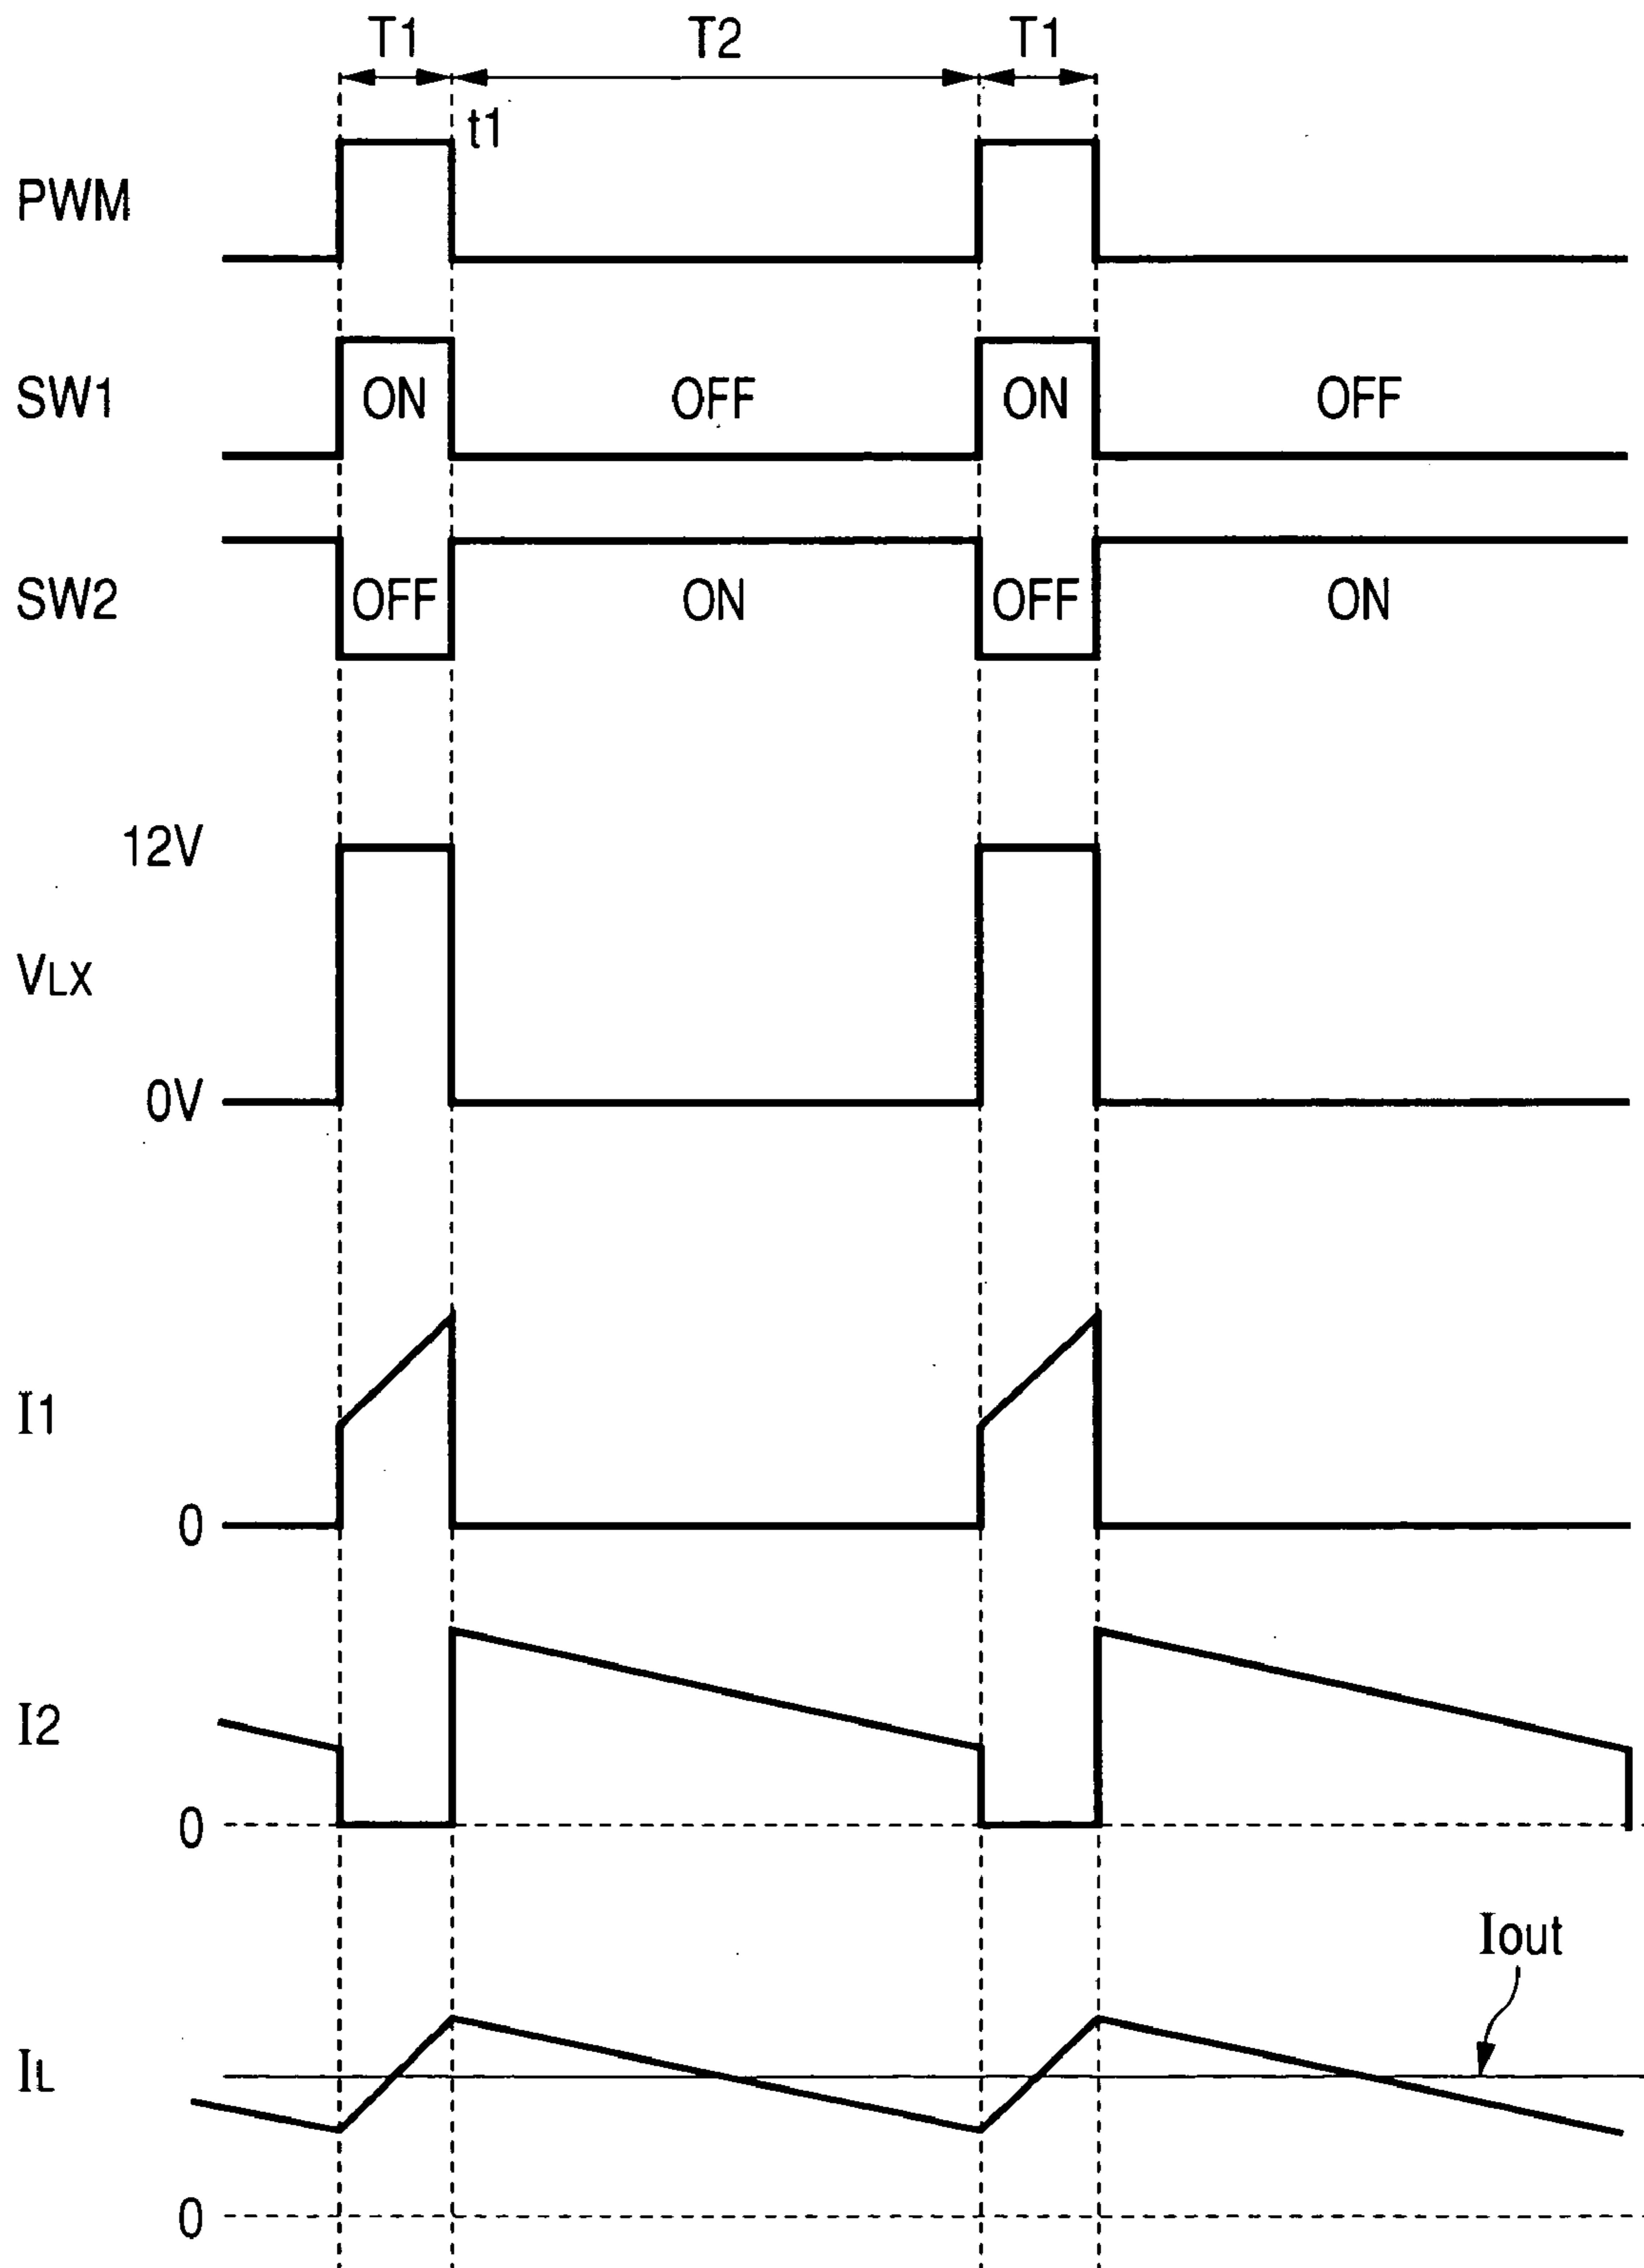 T1 T2 T1
t1
PWM
SW1 ON OFF ON OFF
SW2 OFF ON OFF ON
12V
VLX
0V
I1
0
I2
0
Iout
IL
0